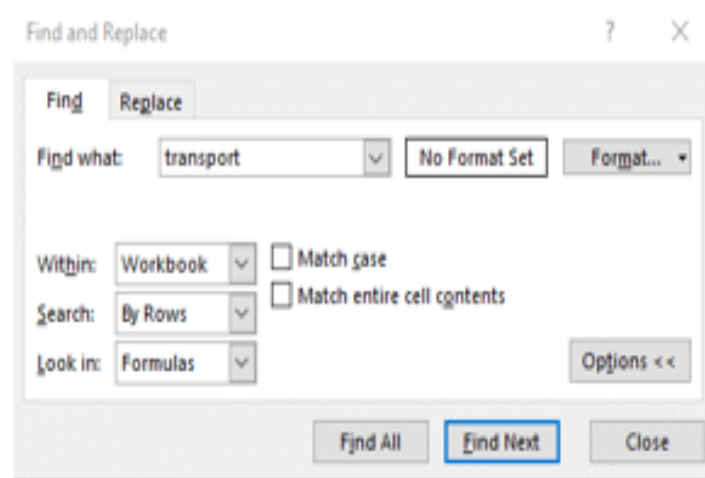 Find and Replace ? ×
Find Replace
Find what: transport No Format Set Format...
Within: Workbook Match case
Match entire cell contents
Search: By Rows
Look in: Formulas Options <<
Find All Find Next Close